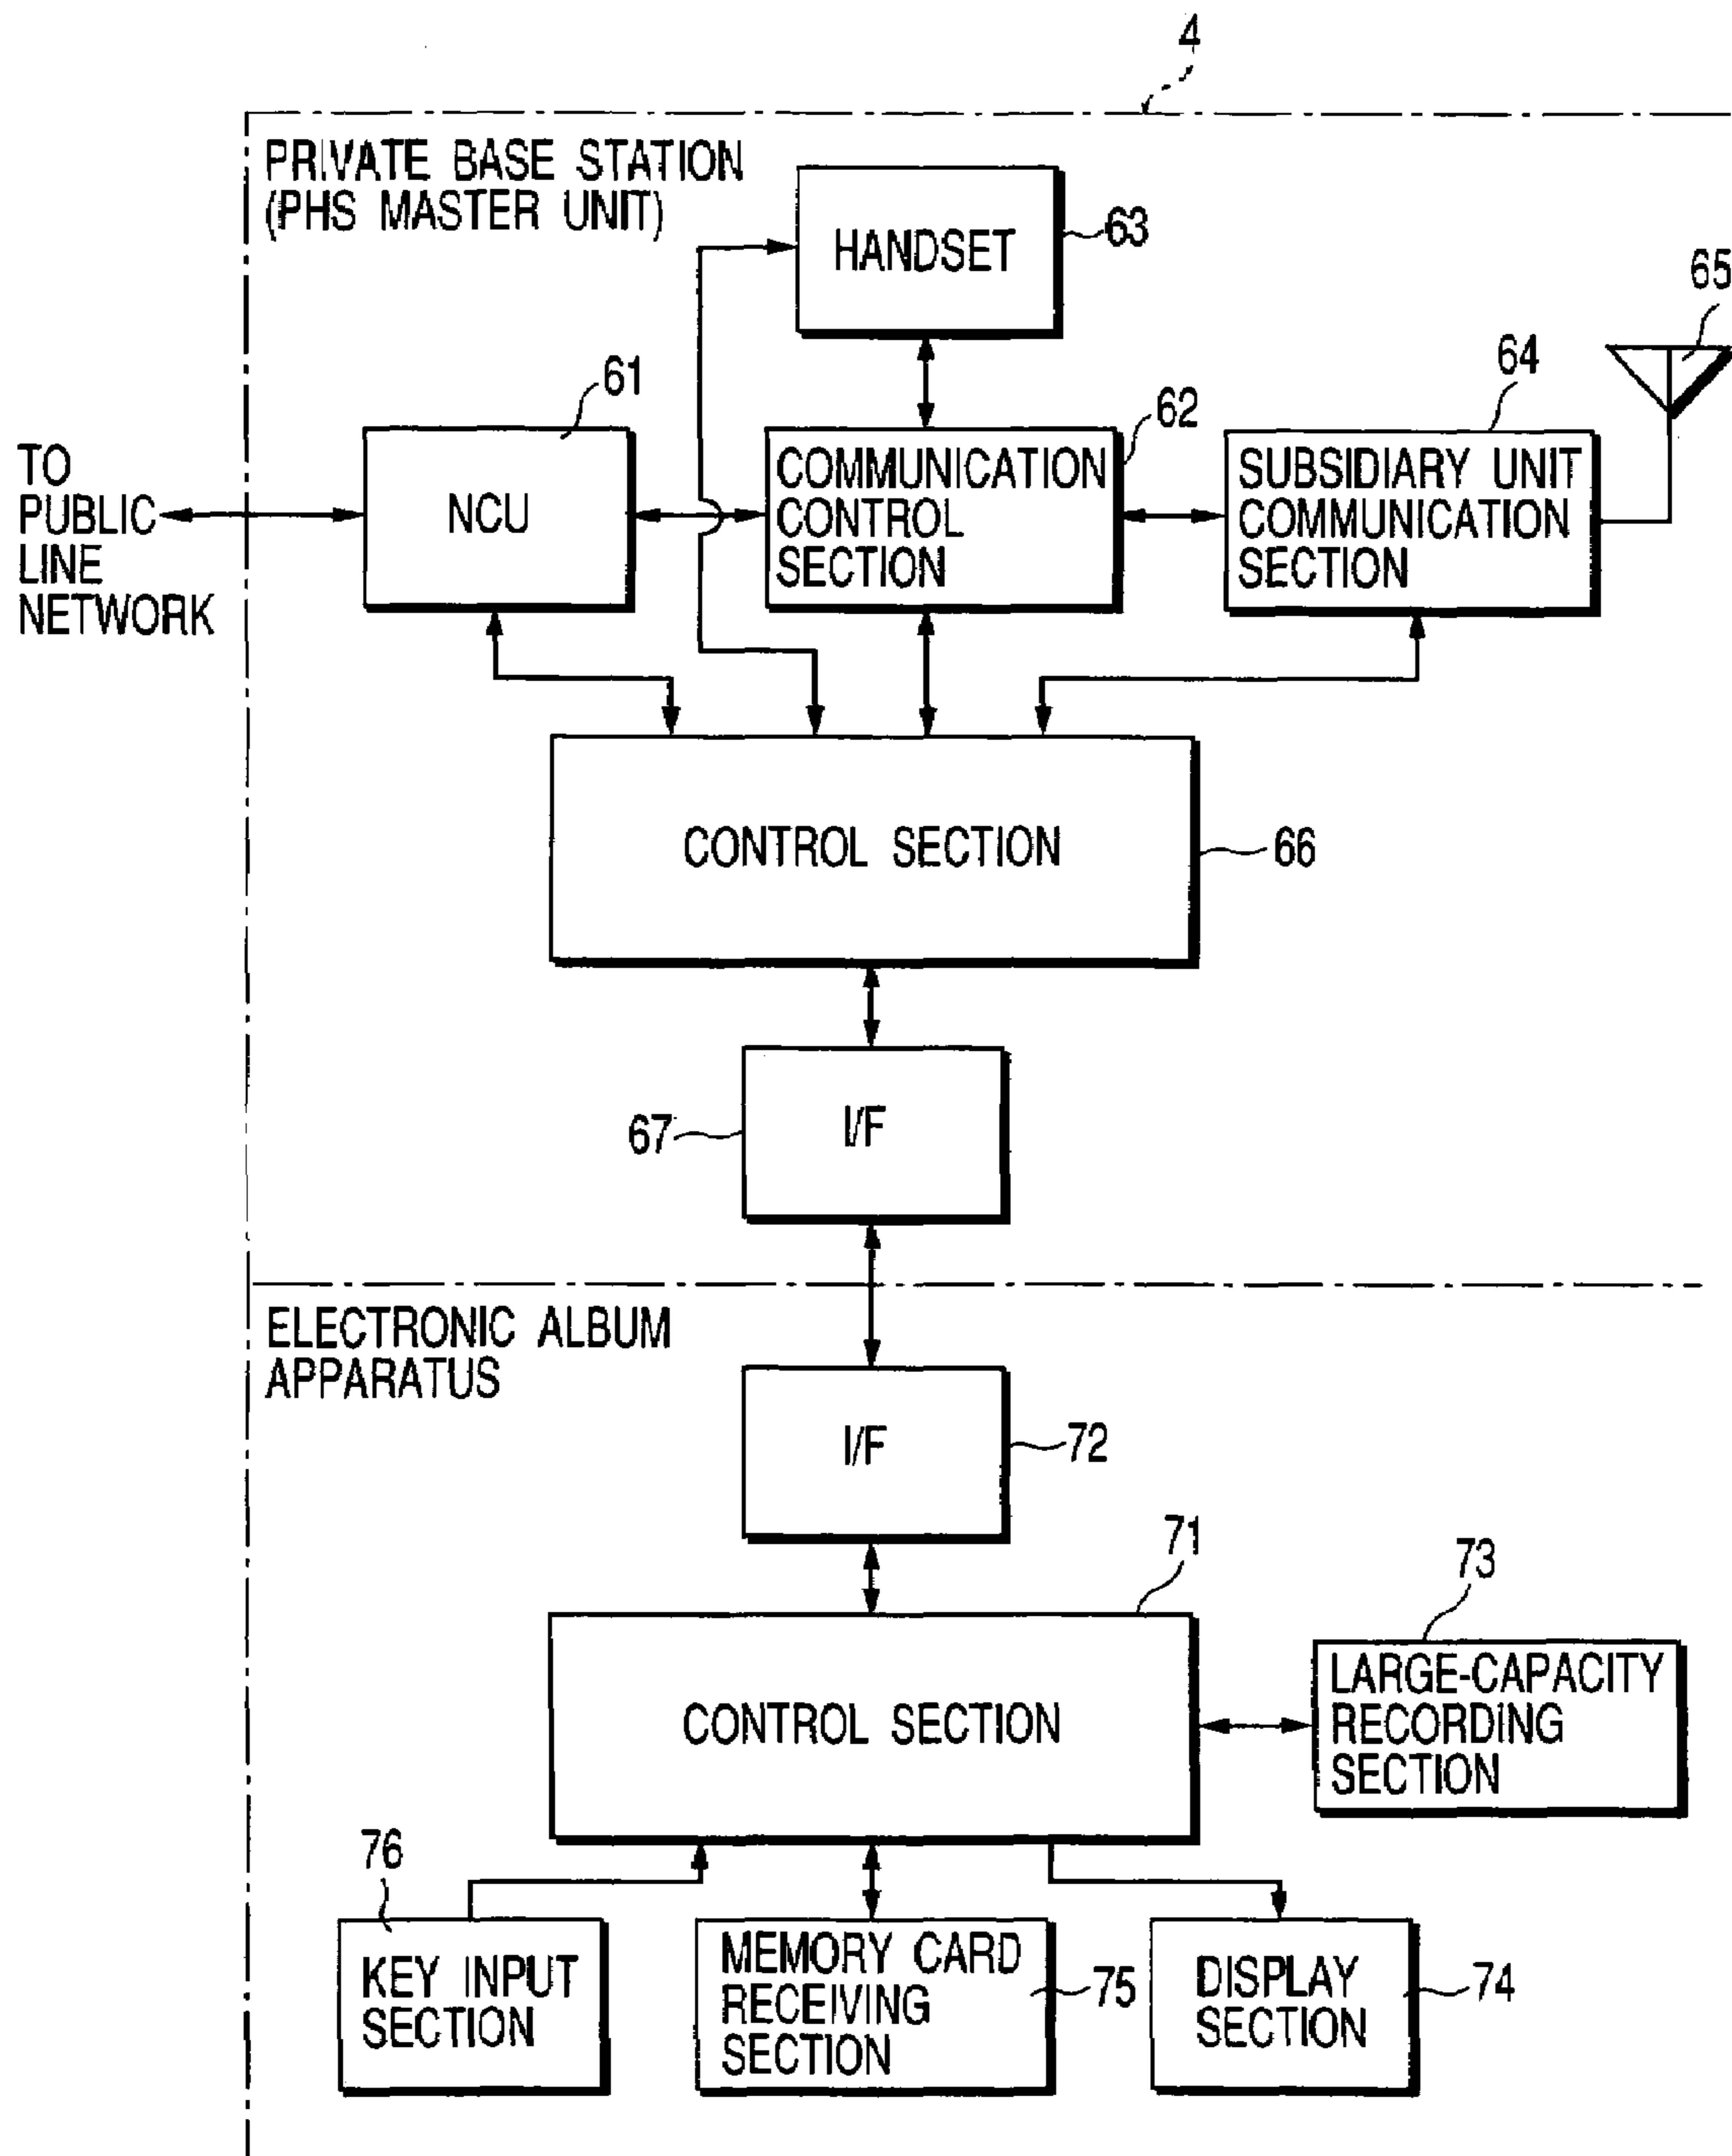 4
PRIVATE BASE STATION
(PHS MASTER UNIT)
HANDSET
63
65
61
62
64
TO
PUBLIC
LINE
NETWORK
NCU
COMMUNICATION
CONTROL
SECTION
SUBSIDIARY UNIT
COMMUNICATION
SECTION
CONTROL SECTION
66
67
I/F
ELECTRONIC ALBUM
APPARATUS
I/F
72
71
73
CONTROL SECTION
LARGE-CAPACITY
RECORDING
SECTION
76
KEY INPUT
SECTION
MEMORY CARD
RECEIVING
SECTION
75
DISPLAY
SECTION
74